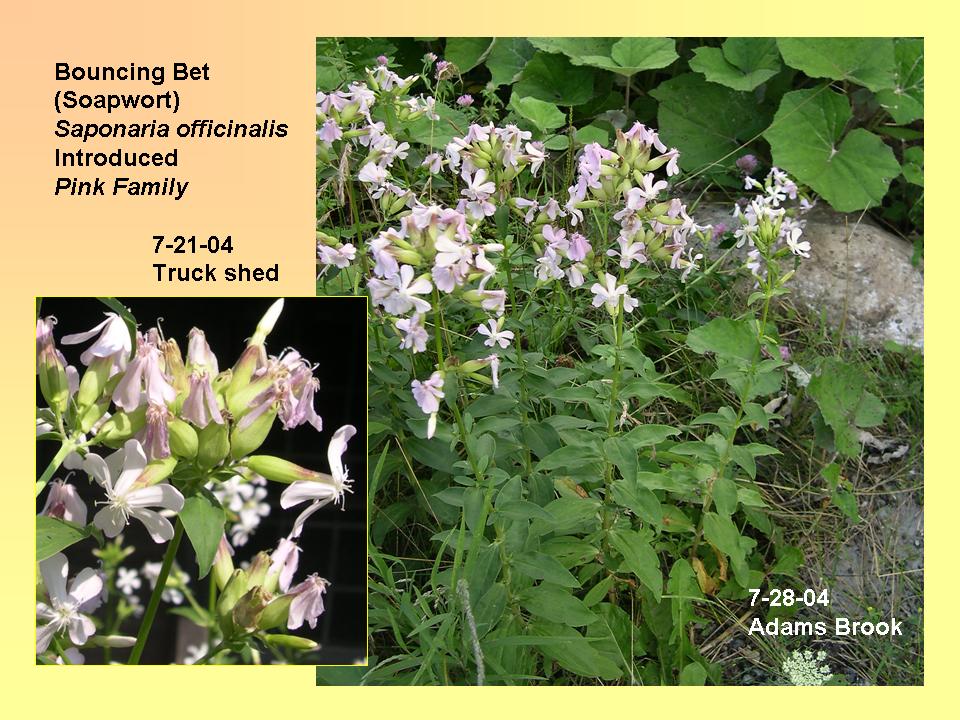 Bouncing Bet
(Soapwort)
Saponaria officinalis
Introduced
Pink Family
7-21-04
Truck shed
7-28-04
Adams Brook